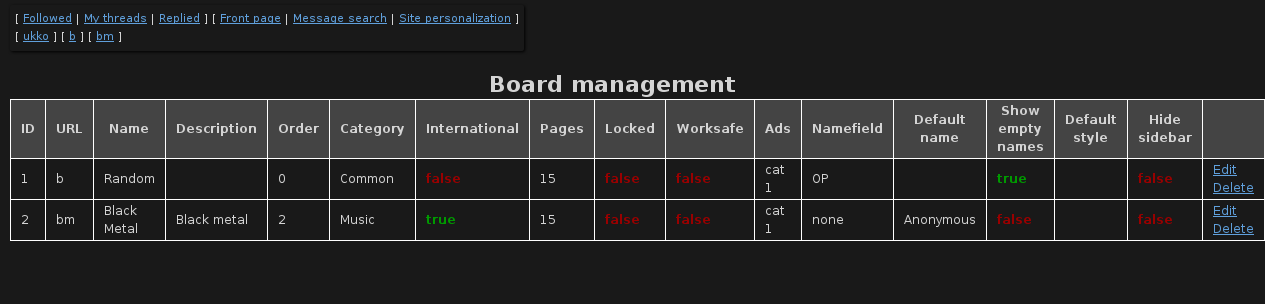 [ Followed | My threads | Replied ] [ Front page | Message search | Site personalization ]
[ ukko ] [ b ] [ bm ]
Board management
ID URL Name Description Order Category International Pages Locked Worksafe Ads Namefield Default name Show empty names Default style Hide sidebar
1 b Random 0 Common false 15 false false cat 1 OP true false Edit Delete
2 bm Black Metal Black metal 2 Music true 15 false false cat 1 none Anonymous false false Edit Delete